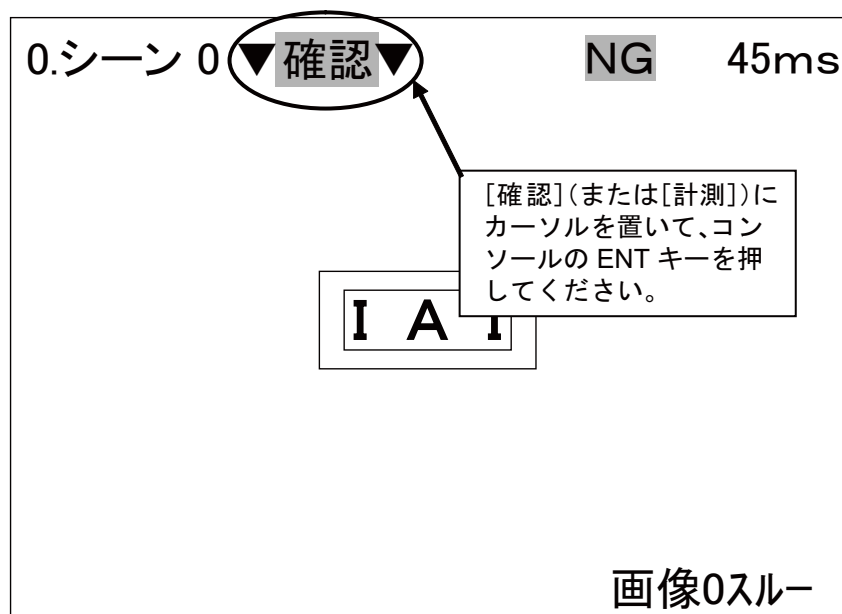 0.シーン 0 ▼確認▼ NG 45ms
[確認](または[計測])に
カーソルを置いて、コン
ソールの ENT キーを押
してください。
I A I
画像0スルー